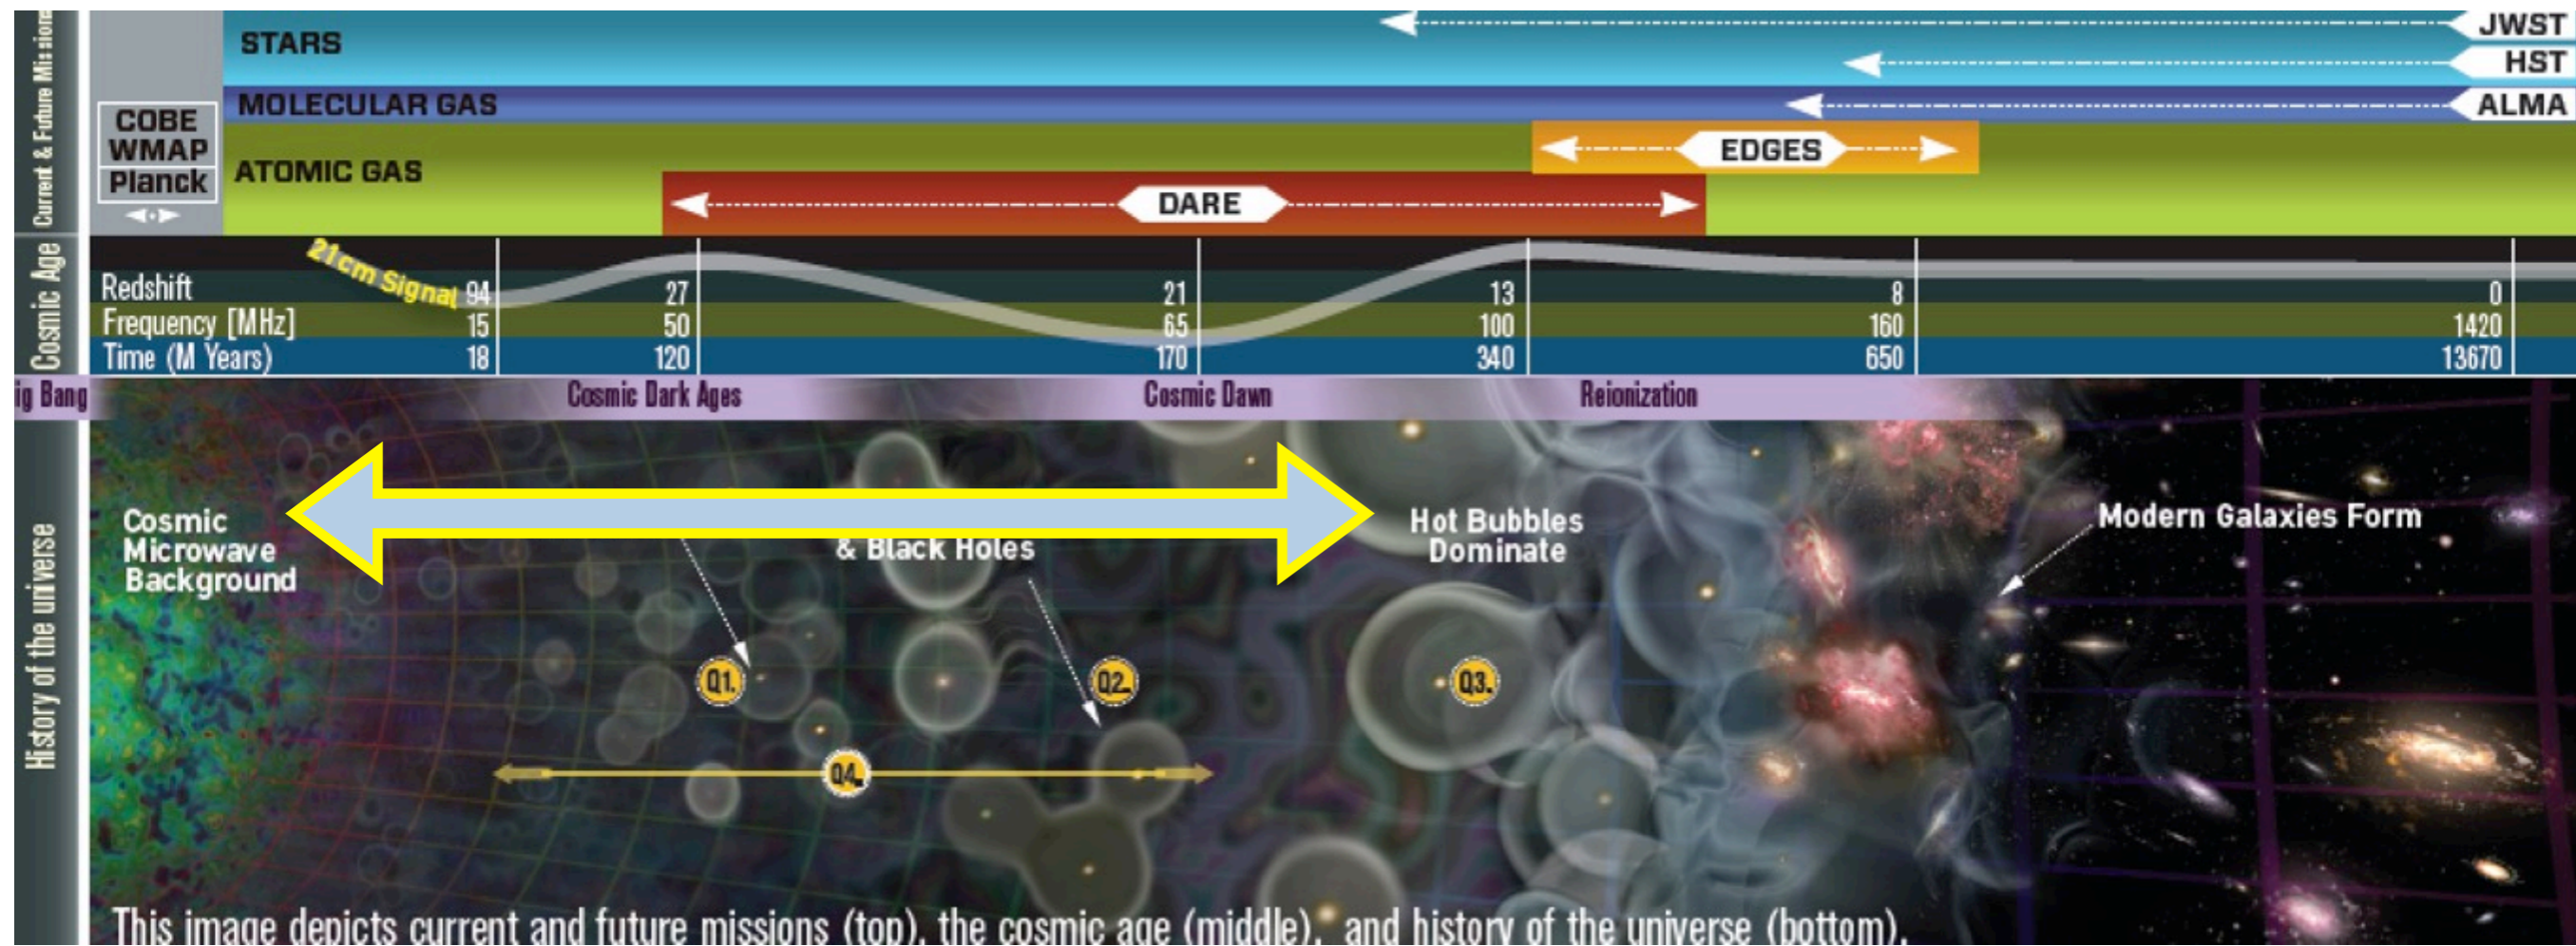 Current & Future Missions
JWST
STARS
HST
MOLECULAR GAS
ALMA
COBE
WMAP
Planck
EDGES
ATOMIC GAS
DARE
Cosmic Age
21cm Signal
Redshift 94 27 21 13 8 0
Frequency [MHz] 15 50 65 100 160 1420
Time (M Years) 18 120 170 340 650 13670
ig Bang Cosmic Dark Ages Cosmic Dawn Reionization
History of the universe
Cosmic
Microwave
Background
& Black Holes
Hot Bubbles
Dominate
Modern Galaxies Form
Q1.
Q2.
Q3.
Q4.
This image depicts current and future missions (top), the cosmic age (middle), and history of the universe (bottom).